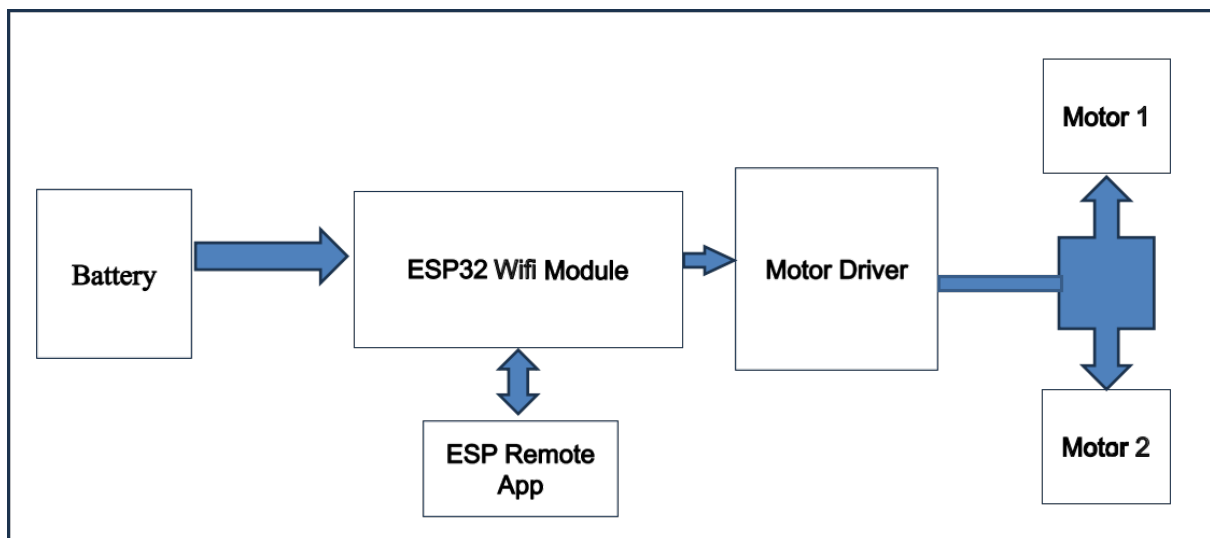 Motor 1
Battery
ESP32 Wifi Module
Motor Driver
ESP Remote
App
Motor 2